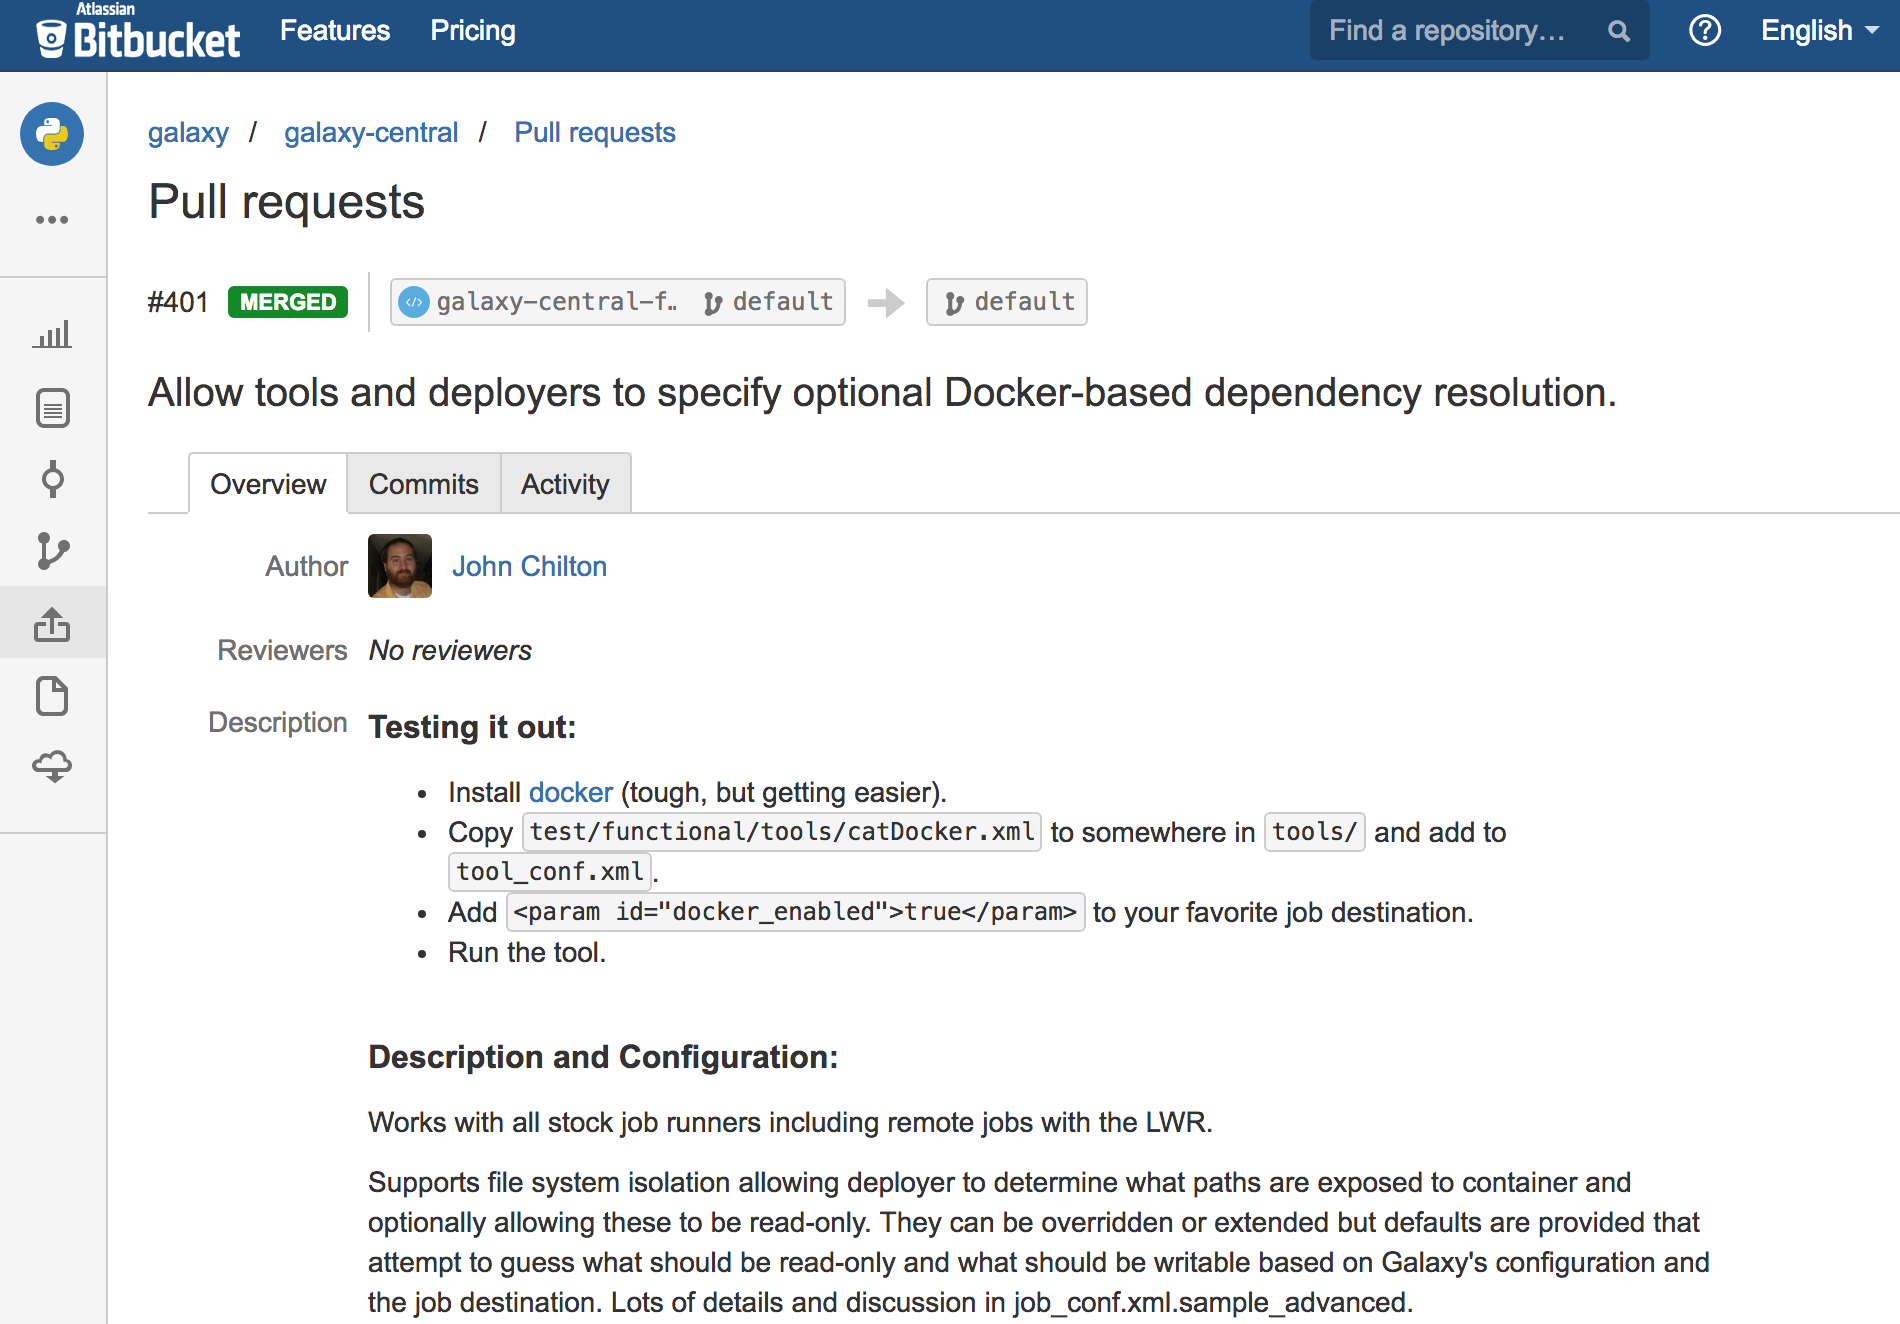 Atlassian
Bitbucket
Features
Pricing
Find a repository...
English
galaxy / galaxy-central / Pull requests
Pull requests
#401 MERGED galaxy-central-f… default default
Allow tools and deployers to specify optional Docker-based dependency resolution.
Overview Commits Activity
Author John Chilton
Reviewers No reviewers
Description Testing it out:
• Install docker (tough, but getting easier).
• Copy test/functional/tools/catDocker.xml to somewhere in tools/ and add to
tool_conf.xml.
• Add <param id="docker_enabled">true</param> to your favorite job destination.
• Run the tool.
Description and Configuration:
Works with all stock job runners including remote jobs with the LWR.
Supports file system isolation allowing deployer to determine what paths are exposed to container and
optionally allowing these to be read-only. They can be overridden or extended but defaults are provided that
attempt to guess what should be read-only and what should be writable based on Galaxy's configuration and
the job destination. Lots of details and discussion in job_conf.xml.sample_advanced.